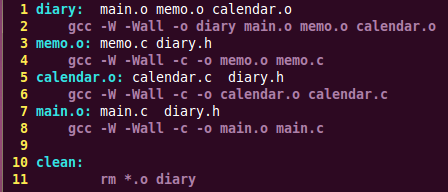 1 diary:  main.o memo.o calendar.o
2     gcc -W -Wall -o diary main.o memo.o calendar.o
3 memo.o: memo.c diary.h
4     gcc -W -Wall -c -o memo.o memo.c
5 calendar.o: calendar.c  diary.h
6     gcc -W -Wall -c -o calendar.o calendar.c
7 main.o: main.c  diary.h
8     gcc -W -Wall -c -o main.o main.c
9
10 clean:
11         rm *.o diary